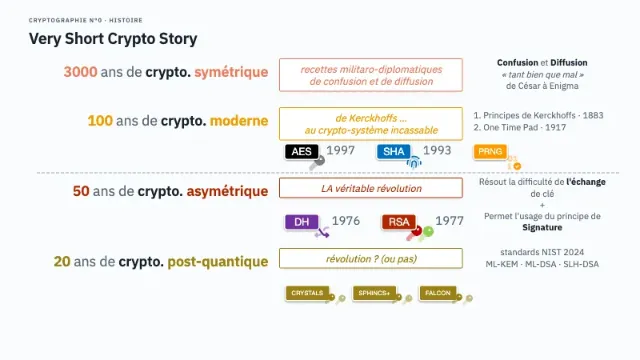 CRYPTOGRAPHIE N°0 · HISTOIRE
Very Short Crypto Story
3000 ans de crypto. symétrique
recettes militaro-diplomatiques
de confusion et de diffusion
Confusion et Diffusion
« tant bien que mal »
de César à Enigma
100 ans de crypto. moderne
de Kerckhoffs ...
au crypto-système incassable
1. Principes de Kerckhoffs · 1883
2. One Time Pad · 1917
AES 1997 SHA 1993 PRNG
50 ans de crypto. asymétrique
LA véritable révolution
Résout la difficulté de l'échange
de clé
+
Permet l'usage du principe de
Signature
DH 1976 RSA 1977
20 ans de crypto. post-quantique
révolution ? (ou pas)
standards NIST 2024
ML-KEM · ML-DSA · SLH-DSA
CRYSTALS SPHINCS+ FALCON